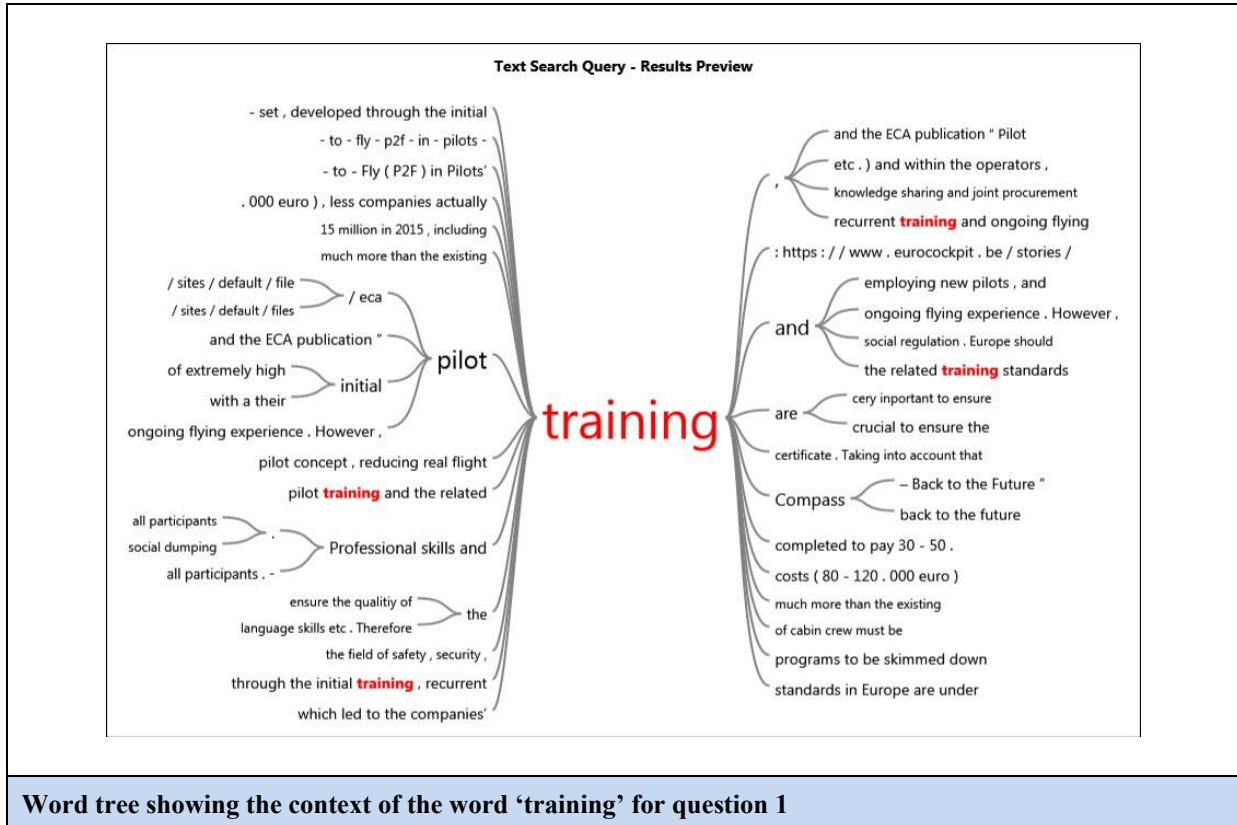 Text Search Query - Results Preview
- set , developed through the initial
- to - fly - p2f - in - pilots -
- to - Fly ( P2F ) in Pilots'
. 000 euro ) , less companies actually
15 million in 2015 , including
much more than the existing
/ sites / default / file
/ sites / default / files
/ eca
and the ECA publication "
of extremely high
with a their
initial
ongoing flying experience . However ,
pilot
pilot concept , reducing real flight
pilot training and the related
all participants
social dumping
.
all participants . -
Professional skills and
ensure the qualitiy of
language skills etc . Therefore
the
the field of safety , security ,
through the initial training , recurrent
which led to the companies'
training
,
and the ECA publication " Pilot
etc . ) and within the operators ,
knowledge sharing and joint procurement
recurrent training and ongoing flying
: https : / / www . eurocockpit . be / stories /
and
employing new pilots , and
ongoing flying experience . However ,
social regulation . Europe should
the related training standards
are
cery inportant to ensure
crucial to ensure the
certificate . Taking into account that
Compass
– Back to the Future "
back to the future
completed to pay 30 - 50 .
costs ( 80 - 120 . 000 euro )
much more than the existing
of cabin crew must be
programs to be skimmed down
standards in Europe are under
Word tree showing the context of the word ‘training’ for question 1